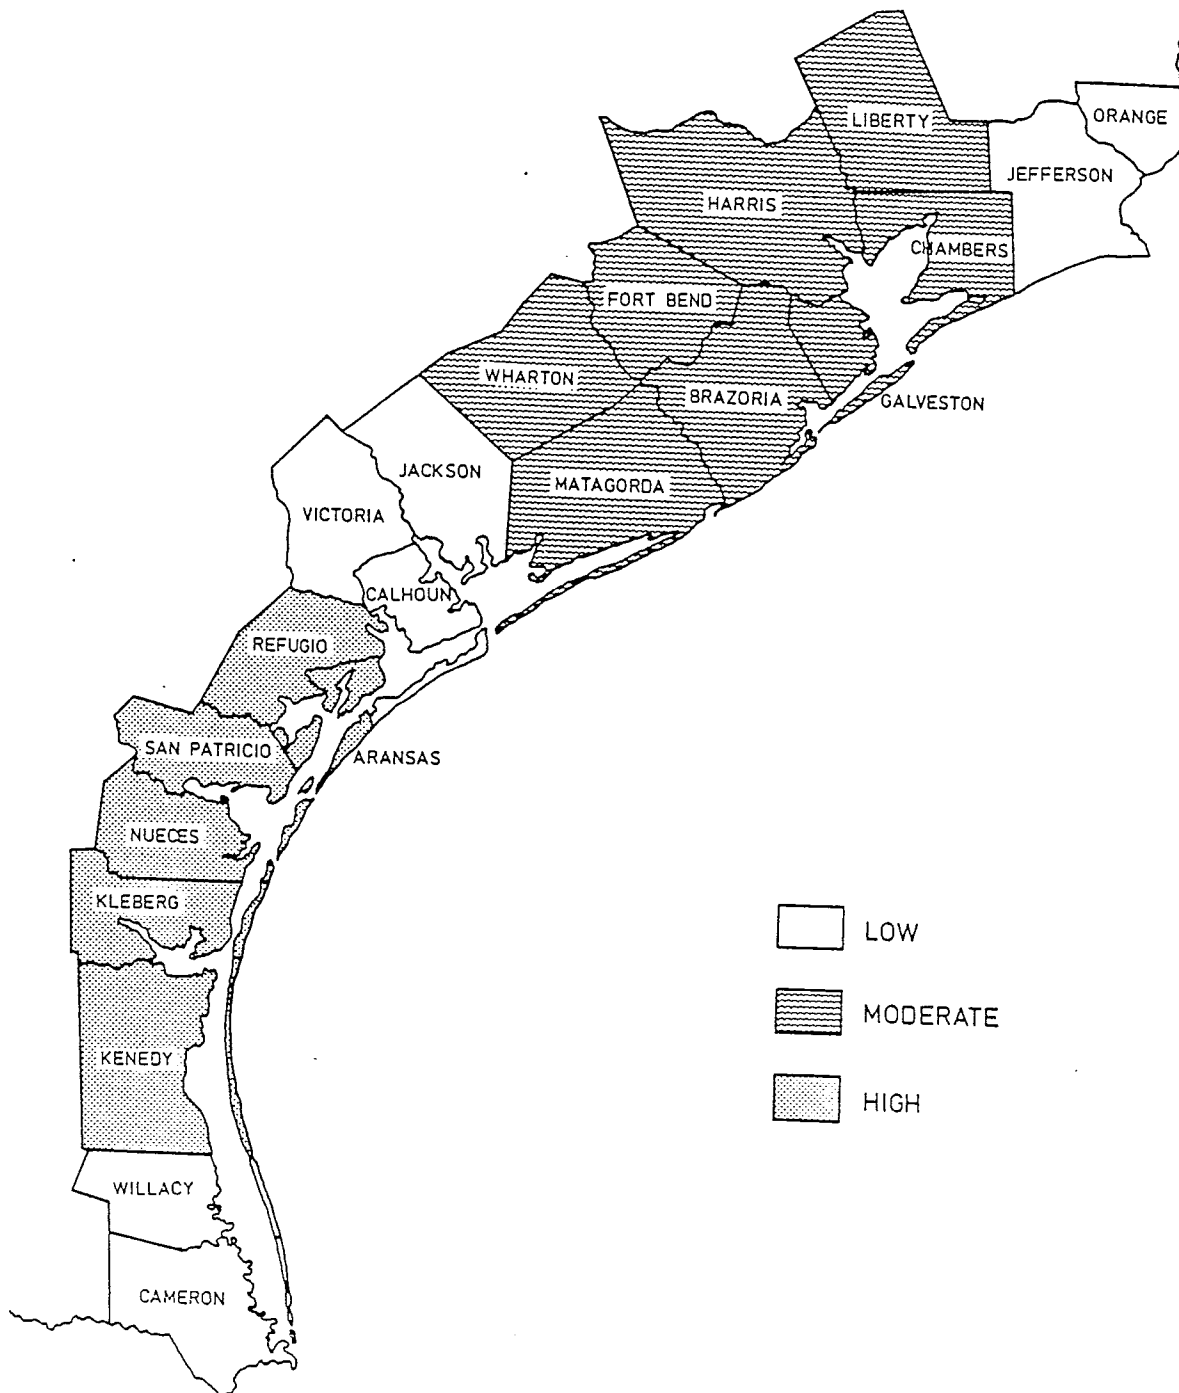 ORANGE
LIBERTY
JEFFERSON
HARRIS
CHAMBERS
FORT BEND
WHARTON
BRAZORIA
GALVESTON
JACKSON
MATAGORDA
VICTORIA
CALHOUN
REFUGIO
SAN PATRICIO
ARANSAS
NUECES
KLEBERG
KENEDY
WILLACY
CAMERON
LOW
MODERATE
HIGH